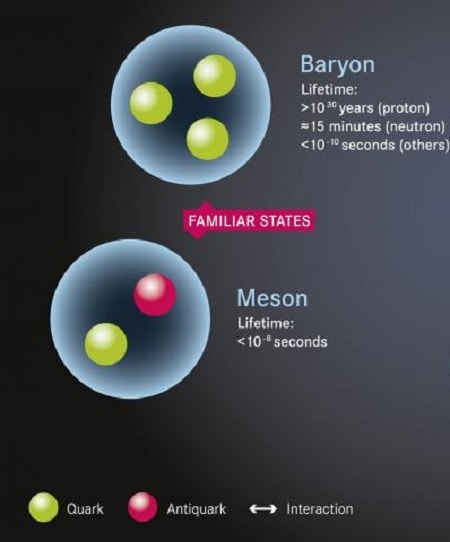 Baryon
Lifetime:
>10³⁰ years (proton)
≈15 minutes (neutron)
<10⁻¹⁰ seconds (others)
FAMILIAR STATES
Meson
Lifetime:
<10⁻⁸ seconds
Quark
Antiquark
Interaction